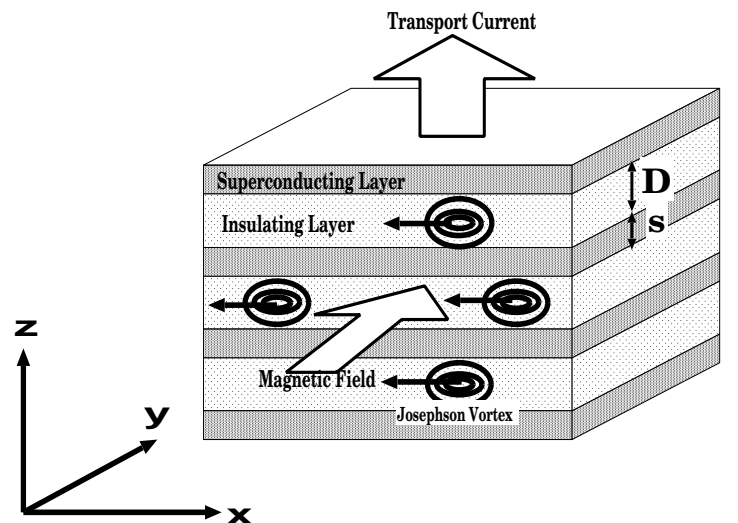 Transport Current
Superconducting Layer
D
Insulating Layer
s
z
Magnetic Field
Josephson Vortex
y
x